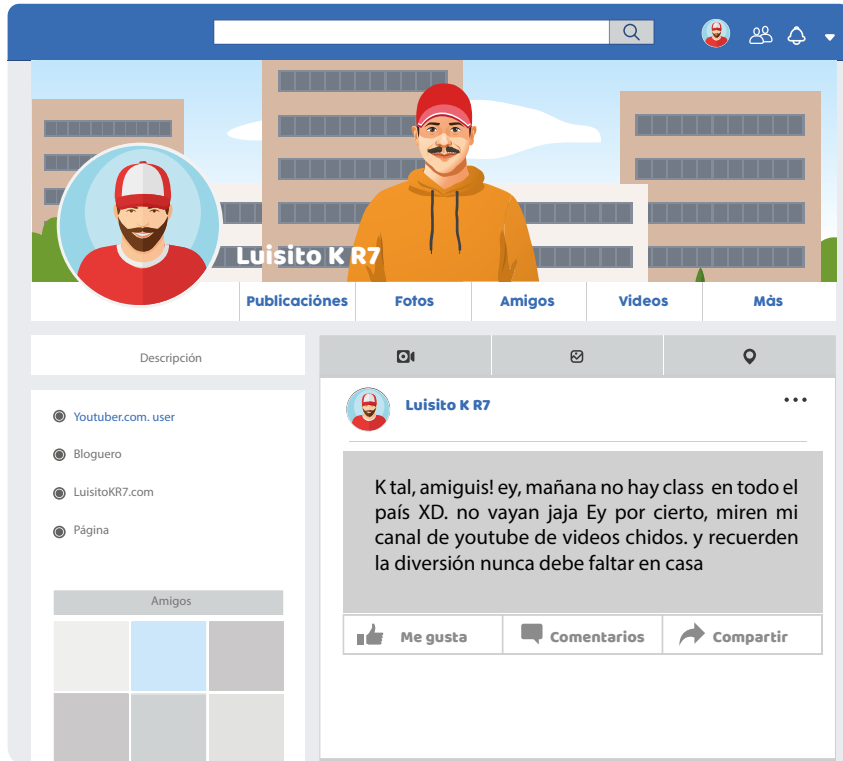 Luisito K R7
Publicaciónes
Fotos
Amigos
Videos
Màs
Descripción
Youtuber.com. user
Bloguero
LuisitoKR7.com
Página
Amigos
Luisito K R7
K tal, amiguis! ey, mañana no hay class en todo el
país XD. no vayan jaja Ey por cierto, miren mi
canal de youtube de videos chidos. y recuerden
la diversión nunca debe faltar en casa
Me gusta
Comentarios
Compartir